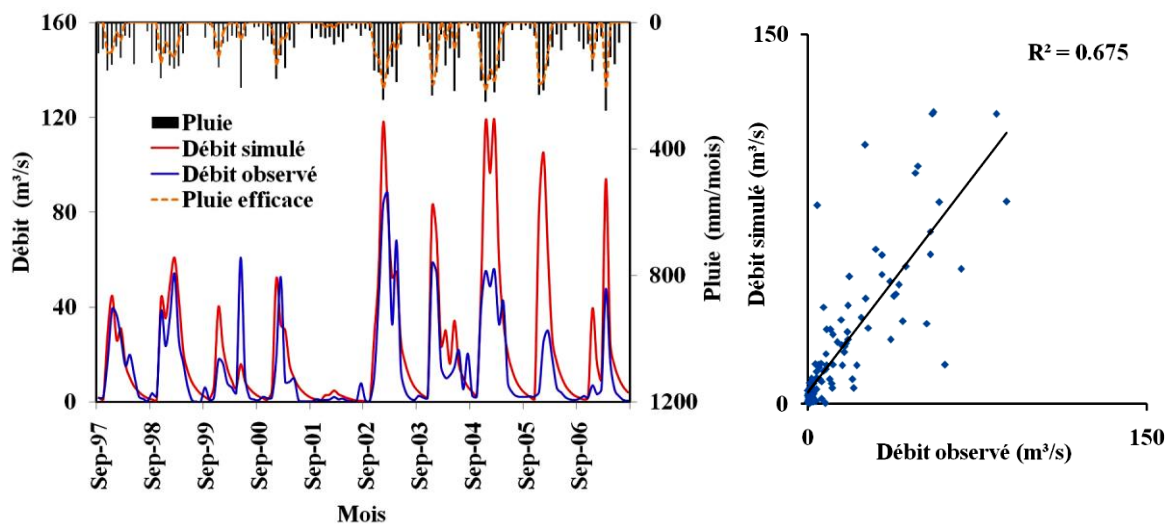 160
120
80
40
0
Débit (m³/s)
Pluie
Débit simulé
Débit observé
Pluie efficace
Sep-97
Sep-98
Sep-99
Sep-00
Sep-01
Sep-02
Sep-03
Sep-04
Sep-05
Sep-06
Mois
0
400
800
1200
Pluie (mm/mois)
150
0
Débit simulé (m³/s)
R² = 0.675
0
150
Débit observé (m³/s)